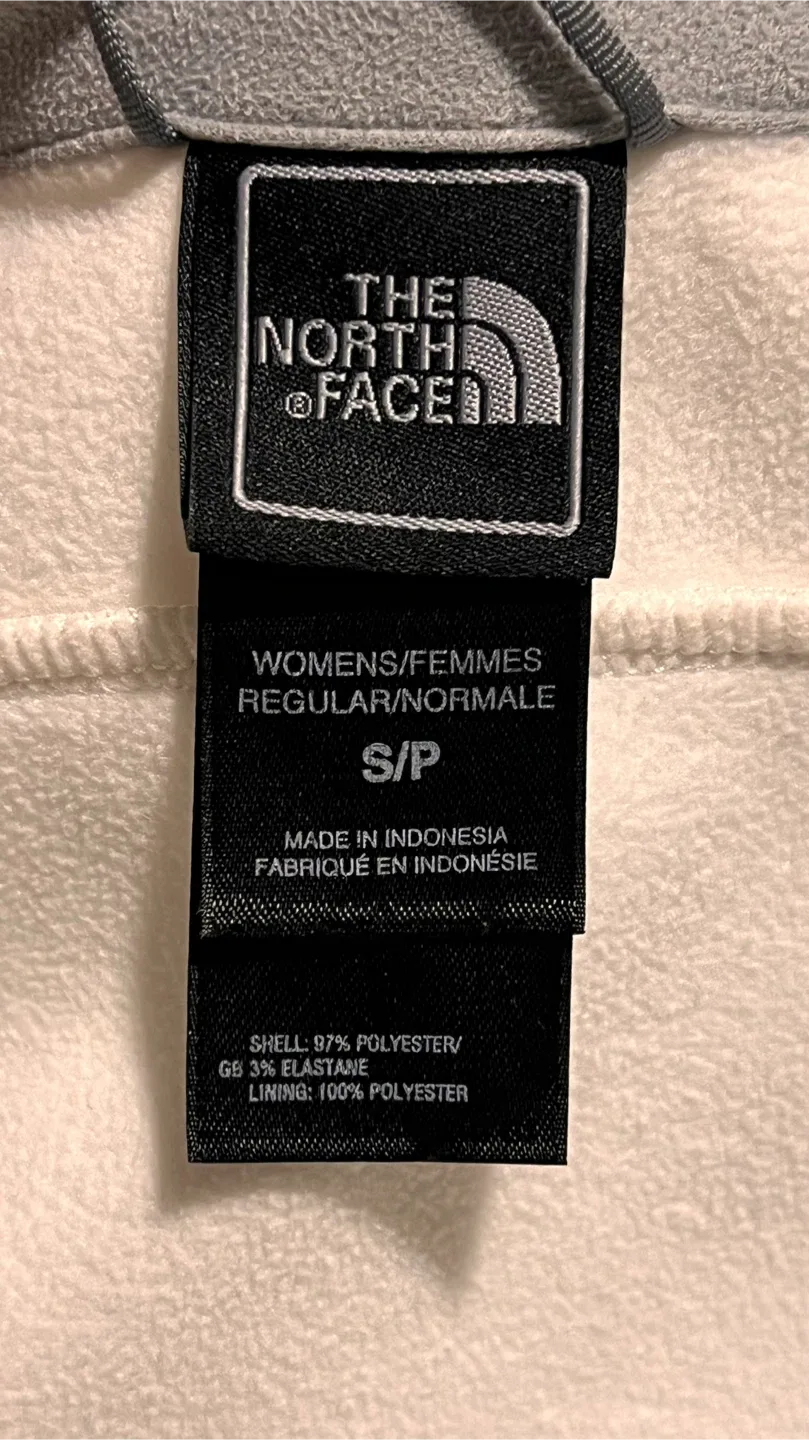 THE
NORTH
®FACE
WOMENS/FEMMES
REGULAR/NORMALE
S/P
MADE IN INDONESIA
FABRIQUÉ EN INDONÉSIE
SHELL: 97% POLYESTER/
GB 3% ELASTANE
LINING: 100% POLYESTER